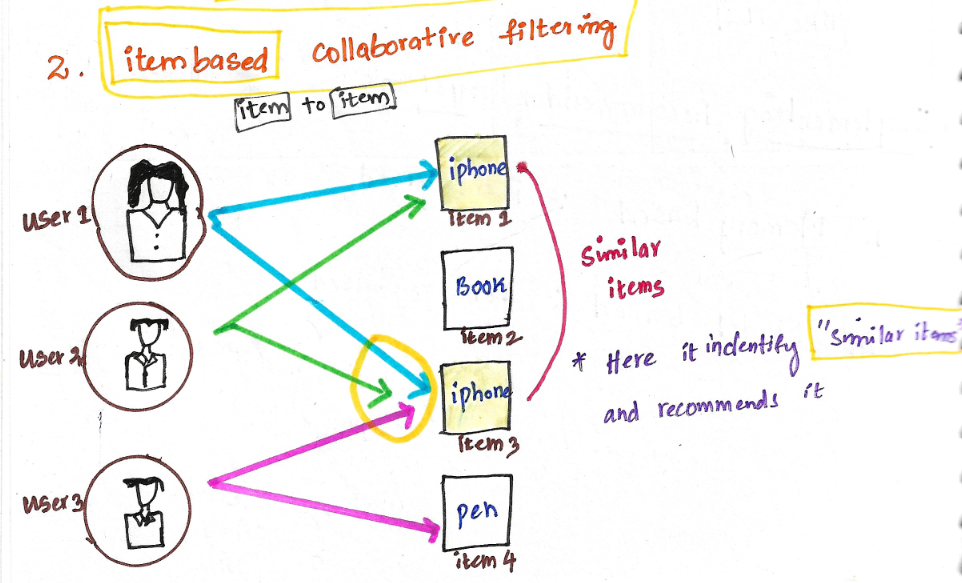 2. item based collaborative filtering
item to item
user 1
iphone
item 1
Similar
items
Book
item 2
user 2
* Here it indentify "Similar items"
and recommends it
iphone
item 3
user 3
pen
item 4